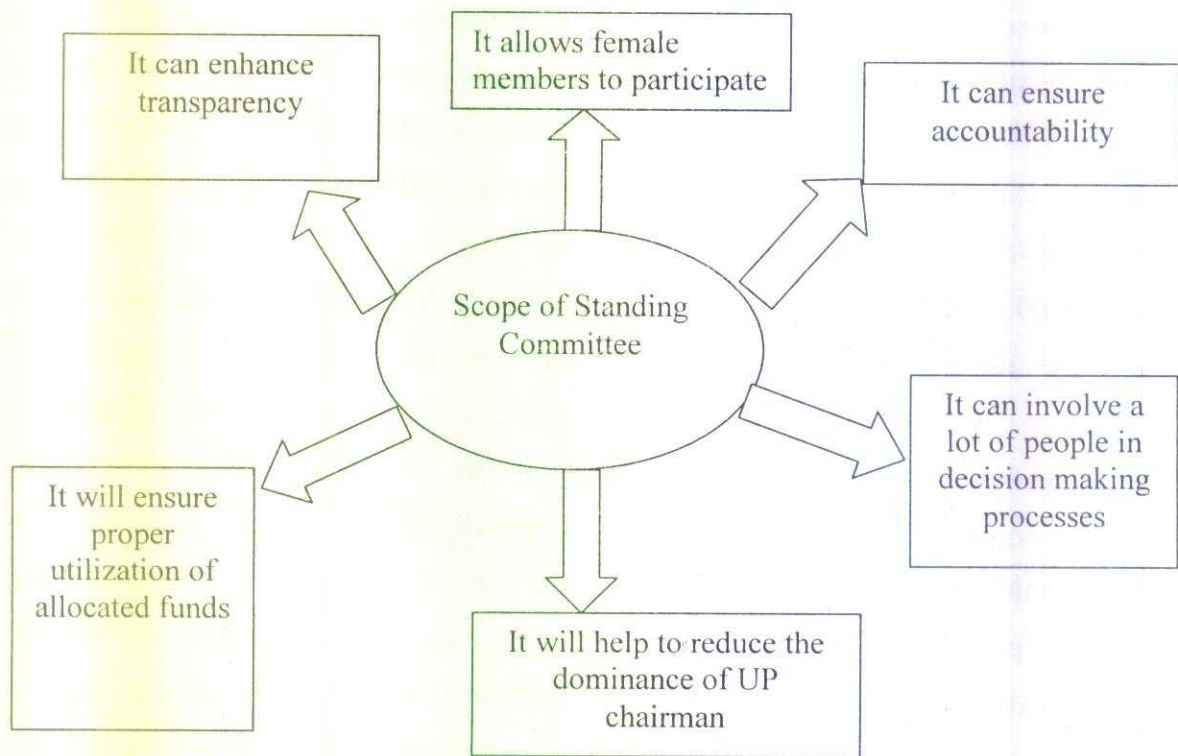 It can enhance
transparency
It allows female
members to participate
It can ensure
accountability
Scope of Standing
Committee
It can involve a
lot of people in
decision making
processes
It will ensure
proper
utilization of
allocated funds
It will help to reduce the
dominance of UP
chairman